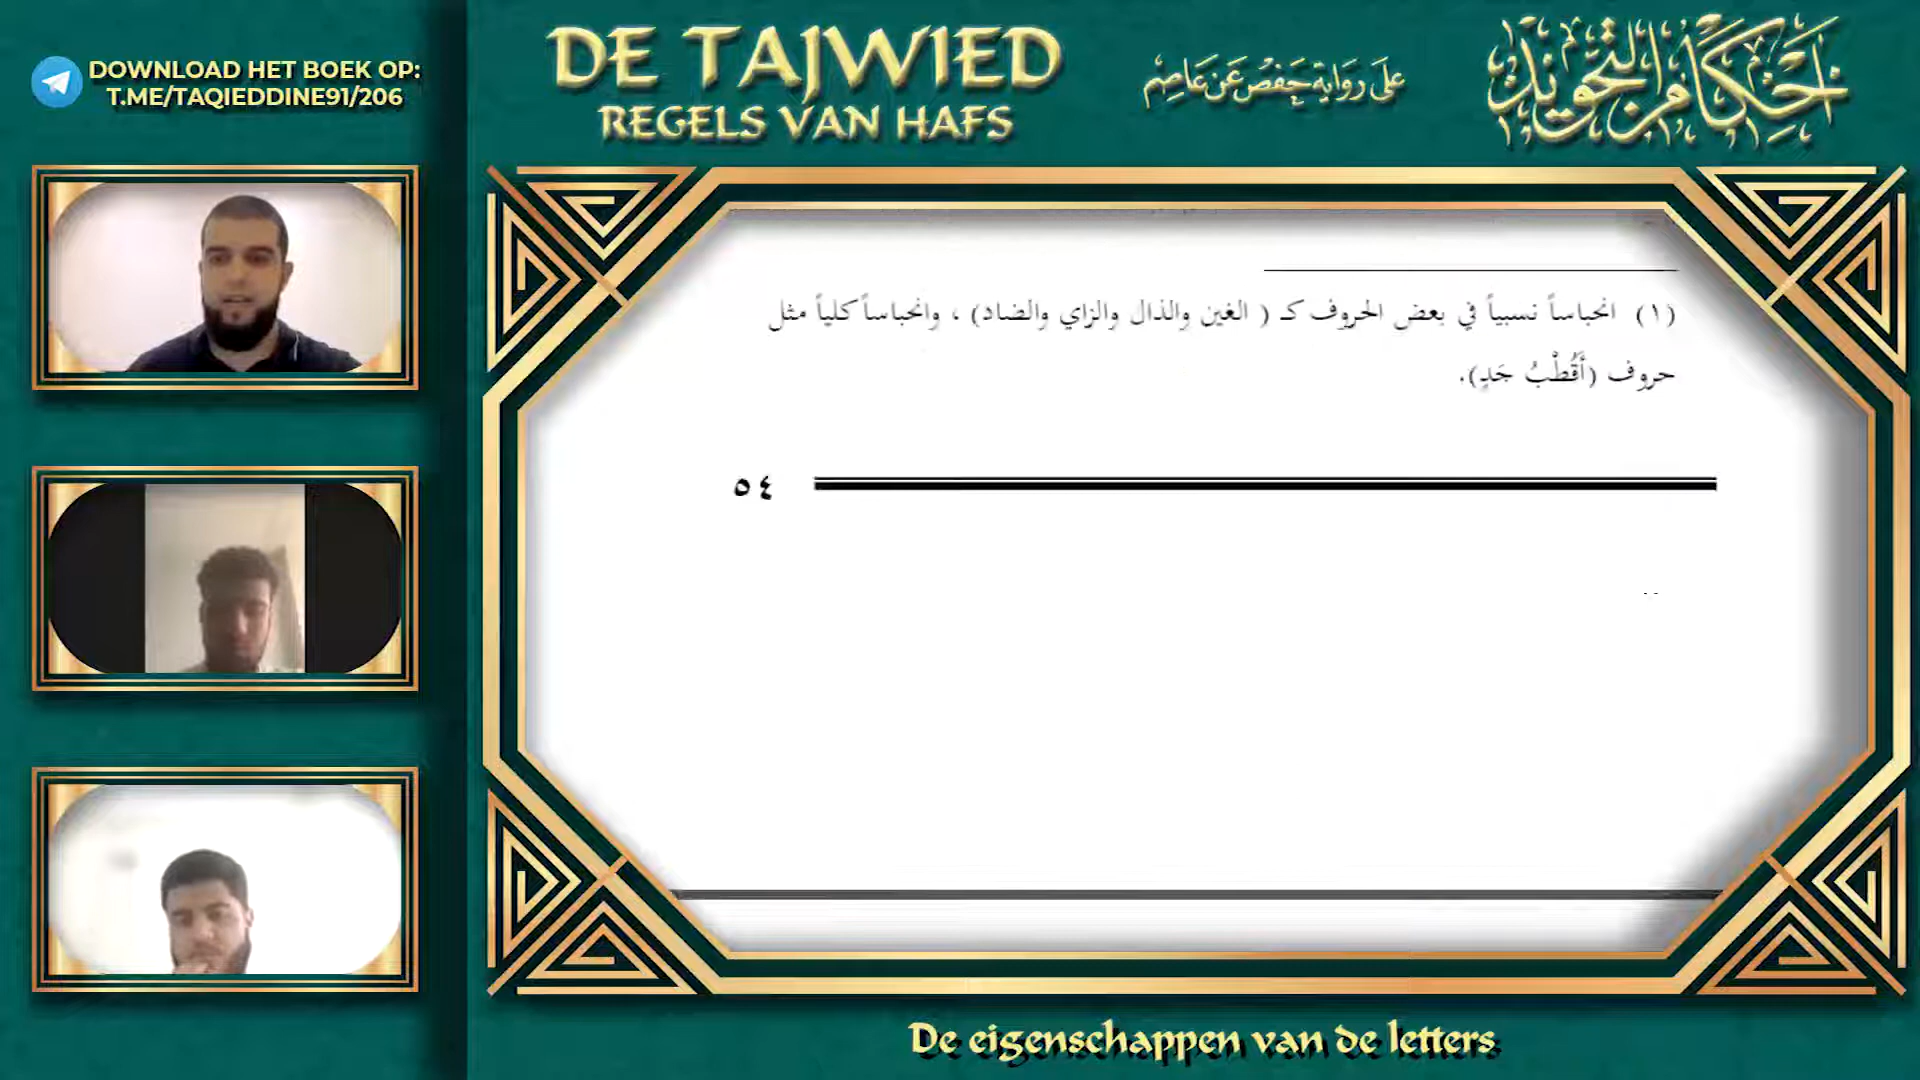 DOWNLOAD HET BOEK OP:
T.ME/TAQIEDDINE91/206
DE TAJWIED
REGELS VAN HAFS
على رواية حفص عن عاصم
أحكام التجويد
(١) انحباساً نسبياً في بعض الحروف كـ ( الغين والذال والزاي والضاد) ، وانحباساً كلياً مثل
حروف (أَقُطْبُ جَدٍ).
٥٤
De eigenschappen van de letters